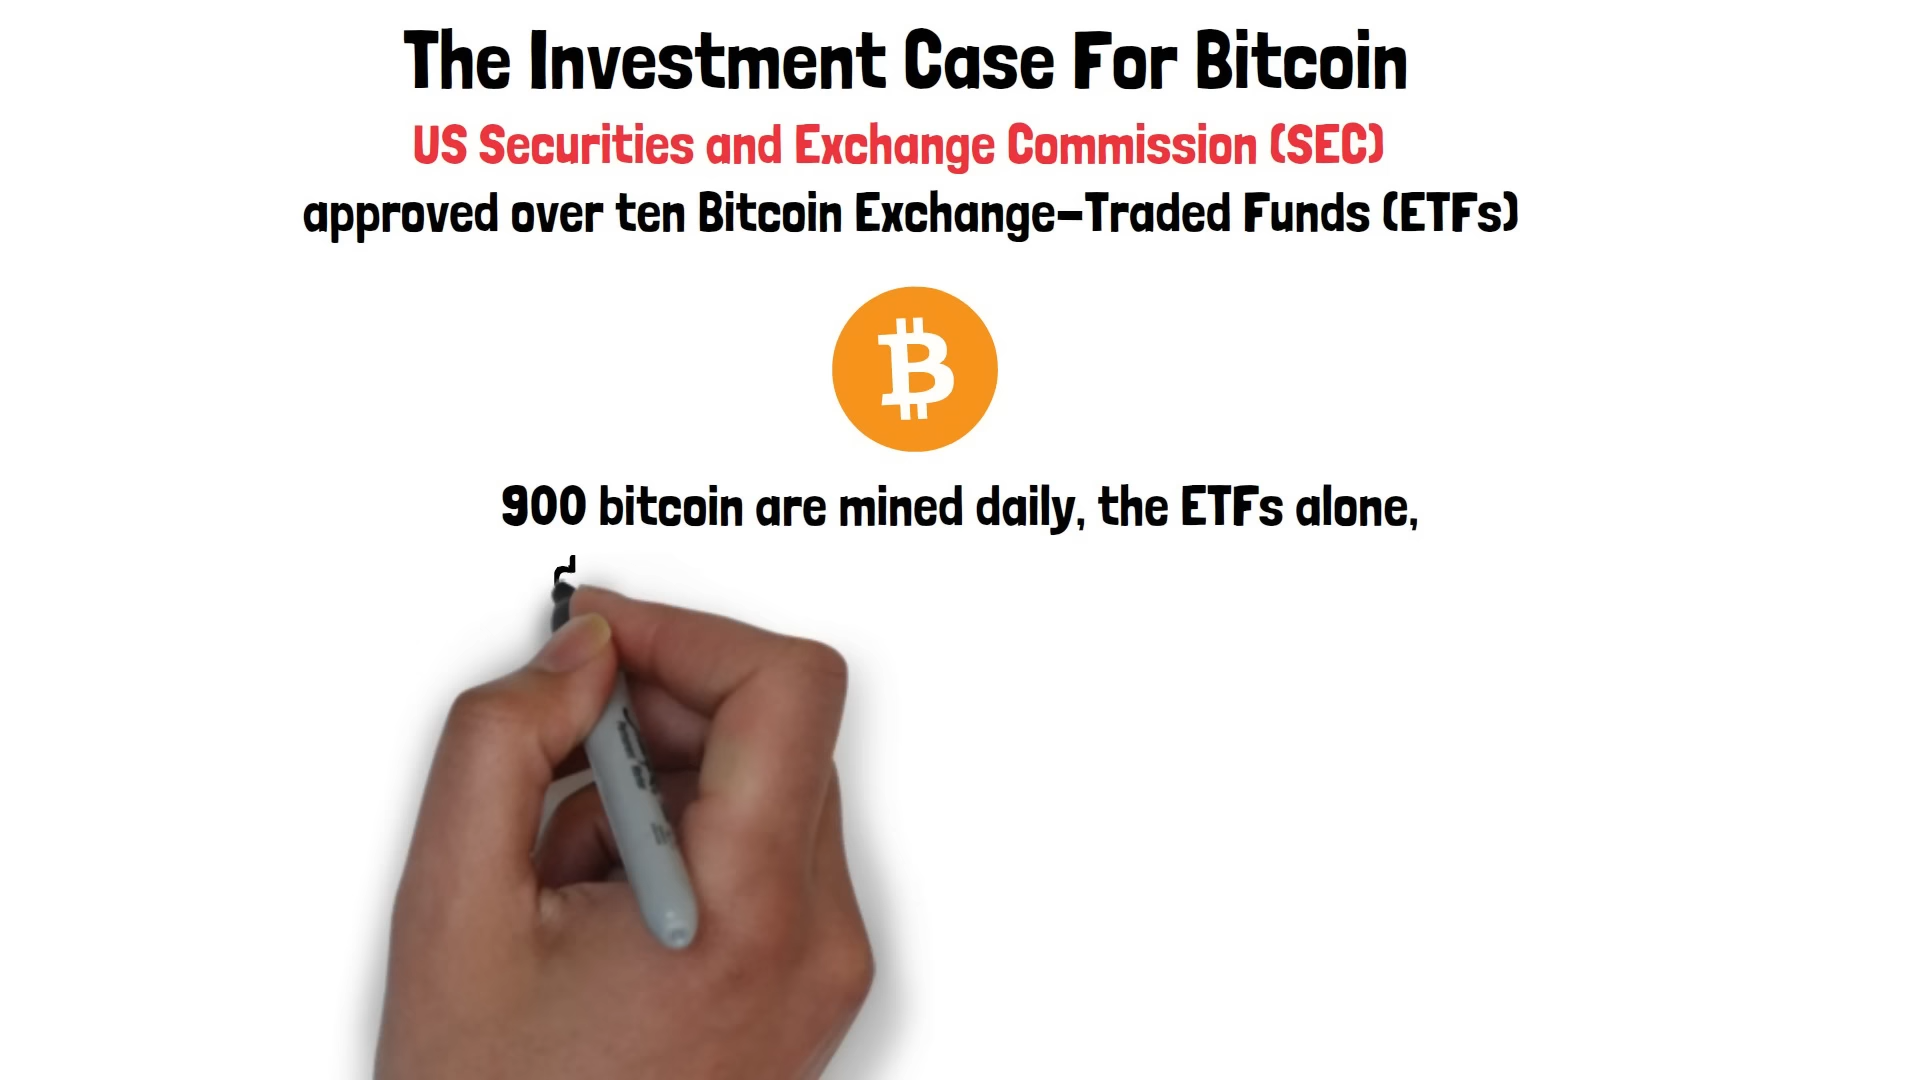 The Investment Case For Bitcoin
US Securities and Exchange Commission (SEC)
approved over ten Bitcoin Exchange-Traded Funds (ETFs)
900 bitcoin are mined daily, the ETFs alone,